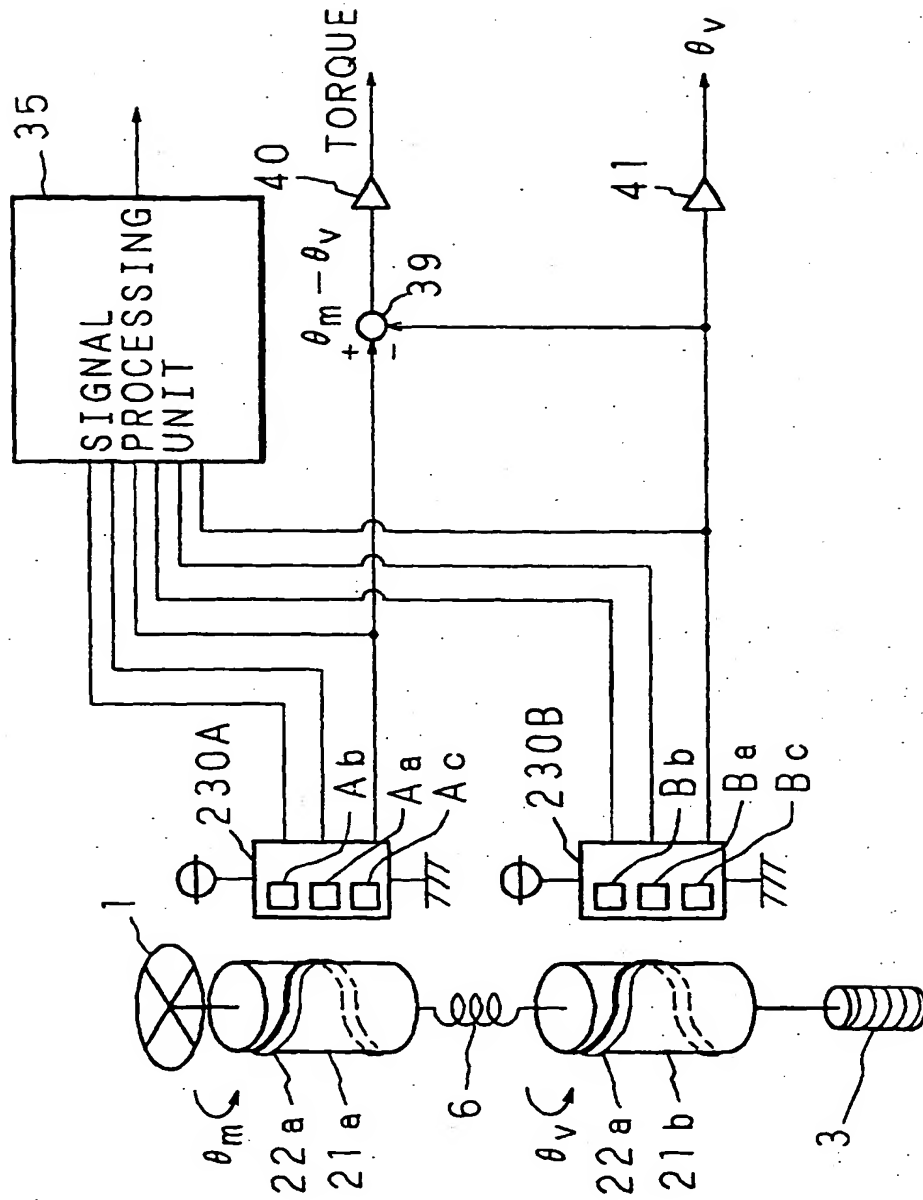 SIGNAL
PROCESSING
UNIT
35
TORQUE
40
θm−θv
+
−
39
θv
41
230A
Ab
Aa
Ac
230B
Bb
Ba
Bc
1
θm
22a
21a
6
θv
22a
21b
3